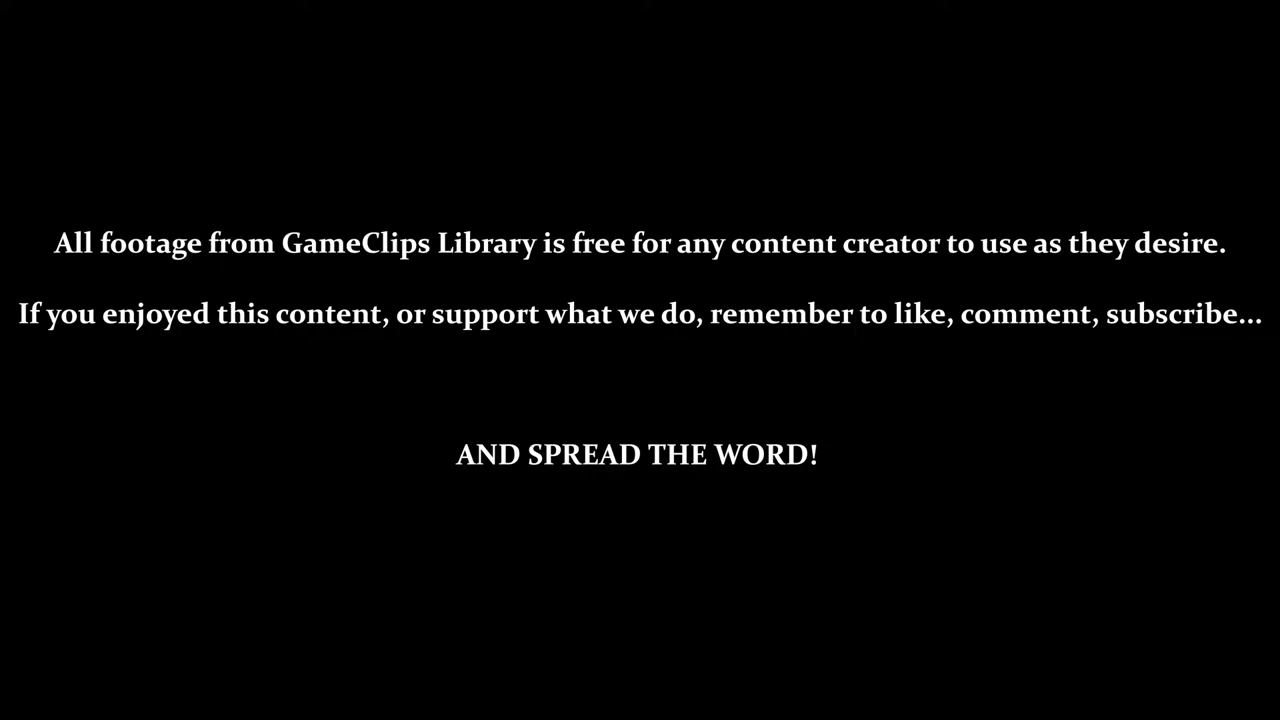 All footage from GameClips Library is free for any content creator to use as they desire.
If you enjoyed this content, or support what we do, remember to like, comment, subscribe...
AND SPREAD THE WORD!